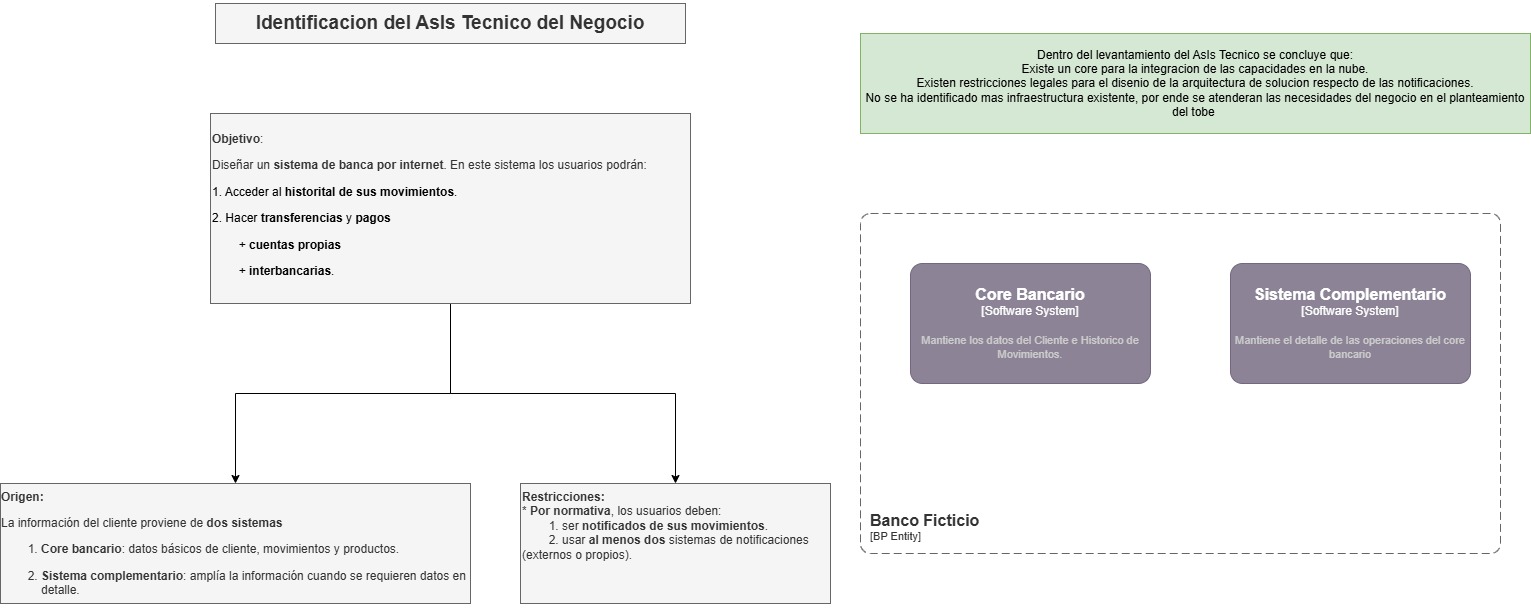 Identificacion del AsIs Tecnico del Negocio
Objetivo:
Diseñar un sistema de banca por internet. En este sistema los usuarios podrán:
1. Acceder al historital de sus movimientos.
2. Hacer transferencias y pagos
+ cuentas propias
+ interbancarias.
Origen:
La información del cliente proviene de dos sistemas
1. Core bancario: datos básicos de cliente, movimientos y productos.
2. Sistema complementario: amplía la información cuando se requieren datos en
detalle.
Restricciones:
* Por normativa, los usuarios deben:
1. ser notificados de sus movimientos.
2. usar al menos dos sistemas de notificaciones
(externos o propios).
Dentro del levantamiento del AsIs Tecnico se concluye que:
Existe un core para la integracion de las capacidades en la nube.
Existen restricciones legales para el disenio de la arquitectura de solucion respecto de las notificaciones.
No se ha identificado mas infraestructura existente, por ende se atenderan las necesidades del negocio en el planteamiento
del tobe
Core Bancario
[Software System]
Mantiene los datos del Cliente e Historico de
Movimientos.
Sistema Complementario
[Software System]
Mantiene el detalle de las operaciones del core
bancario
Banco Ficticio
[BP Entity]